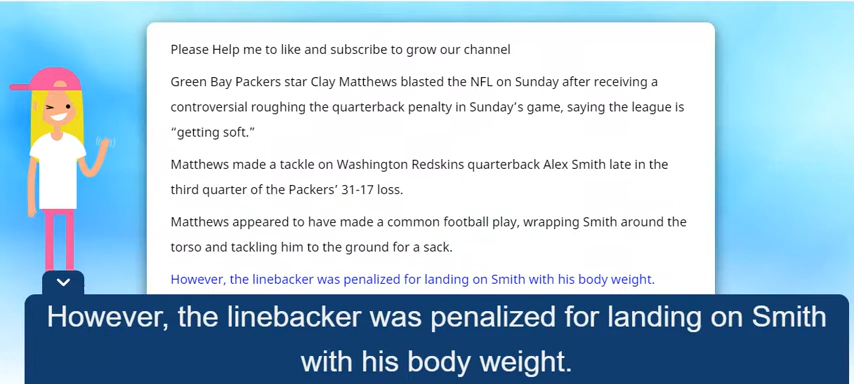 Please Help me to like and subscribe to grow our channel
Green Bay Packers star Clay Matthews blasted the NFL on Sunday after receiving a
controversial roughing the quarterback penalty in Sunday’s game, saying the league is
“getting soft.”
Matthews made a tackle on Washington Redskins quarterback Alex Smith late in the
third quarter of the Packers’ 31-17 loss.
Matthews appeared to have made a common football play, wrapping Smith around the
torso and tackling him to the ground for a sack.
However, the linebacker was penalized for landing on Smith with his body weight.
However, the linebacker was penalized for landing on Smith
with his body weight.